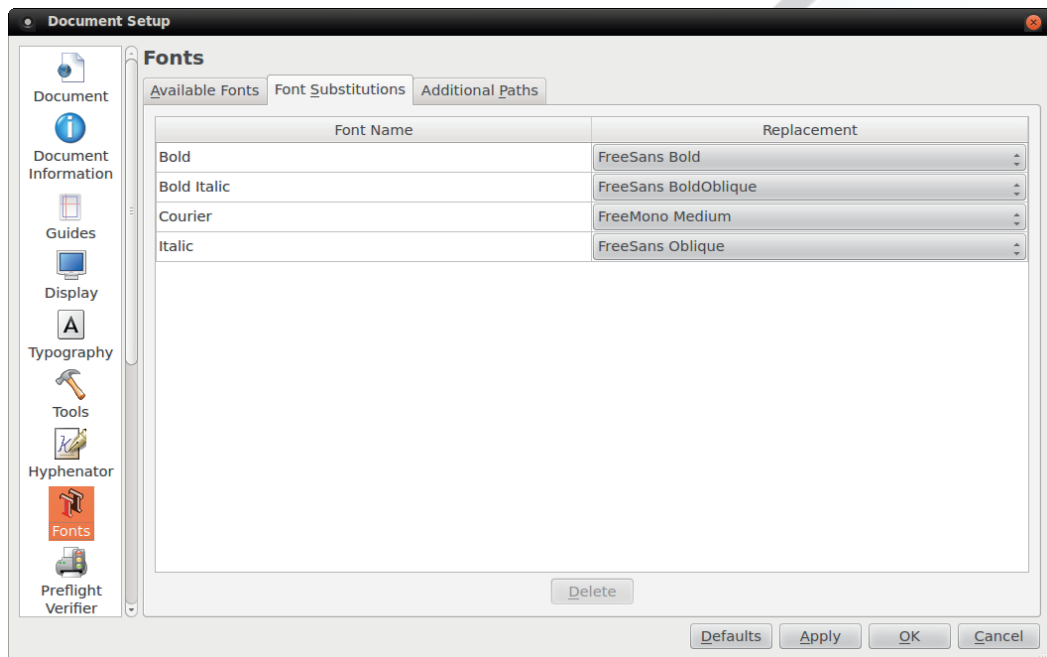 Document Setup
Document
Document
Information
Guides
Display
Typography
Tools
Hyphenator
Fonts
Preflight
Verifier
Fonts
Available Fonts Font Substitutions Additional Paths
Font Name Replacement
Bold FreeSans Bold
Bold Italic FreeSans BoldOblique
Courier FreeMono Medium
Italic FreeSans Oblique
Delete
Defaults Apply OK Cancel